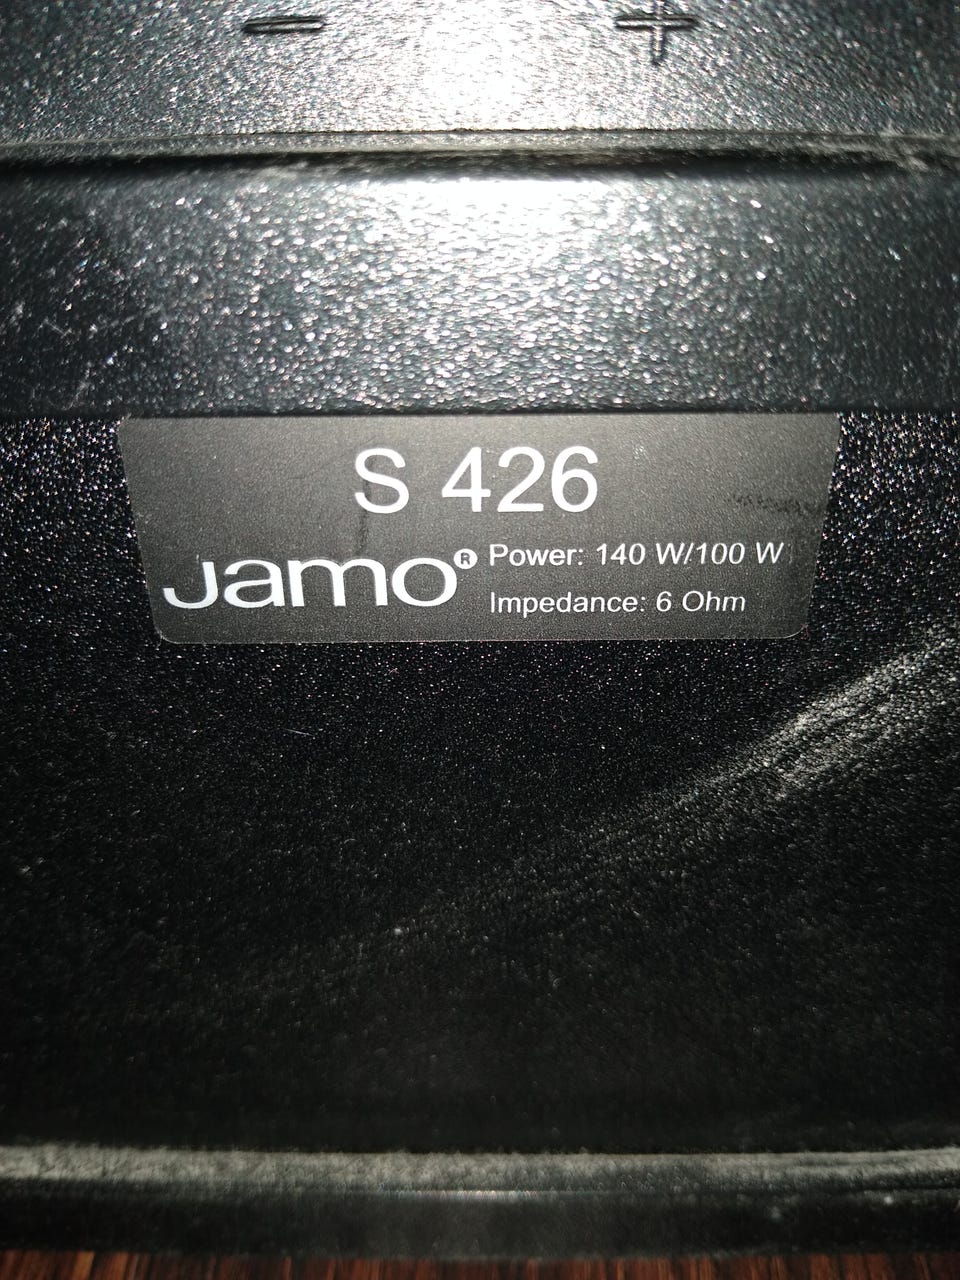 - +
S 426
Jamo®
Power: 140 W/100 W
Impedance: 6 Ohm